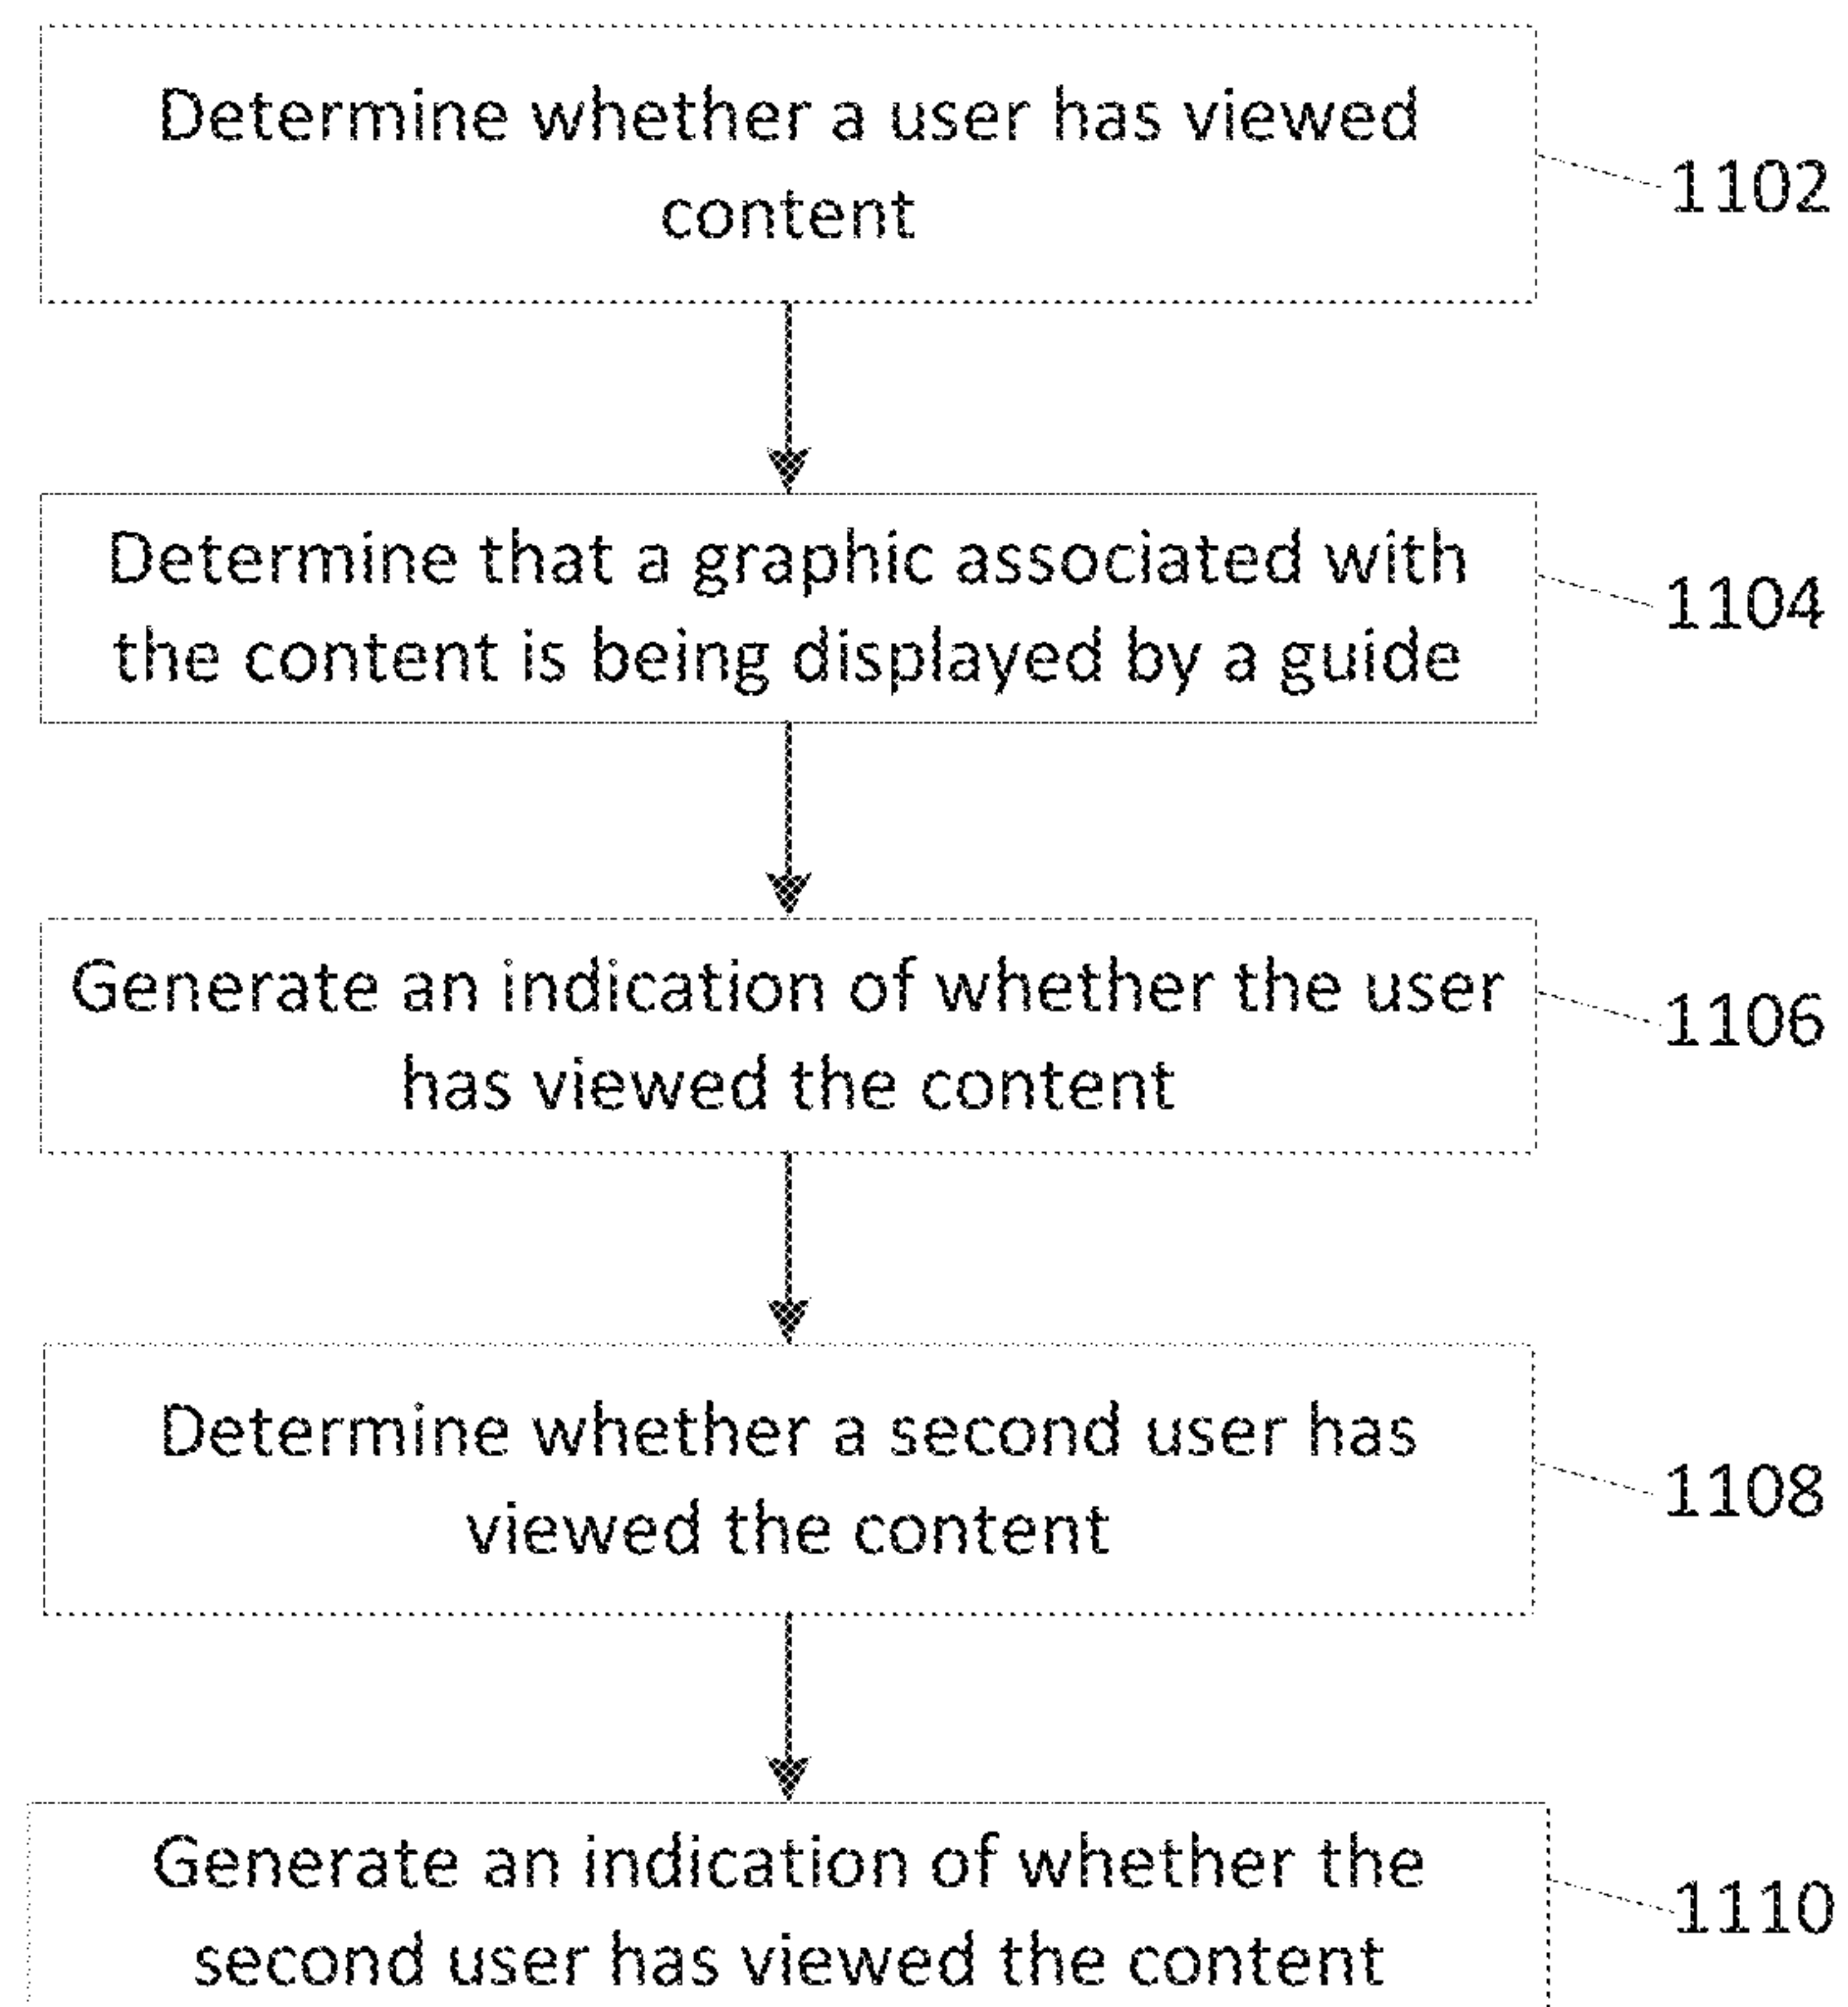 Determine whether a user has viewed
content
1102
Determine that a graphic associated with
the content is being displayed by a guide
1104
Generate an indication of whether the user
has viewed the content
1106
Determine whether a second user has
viewed the content
1108
Generate an indication of whether the
second user has viewed the content
1110